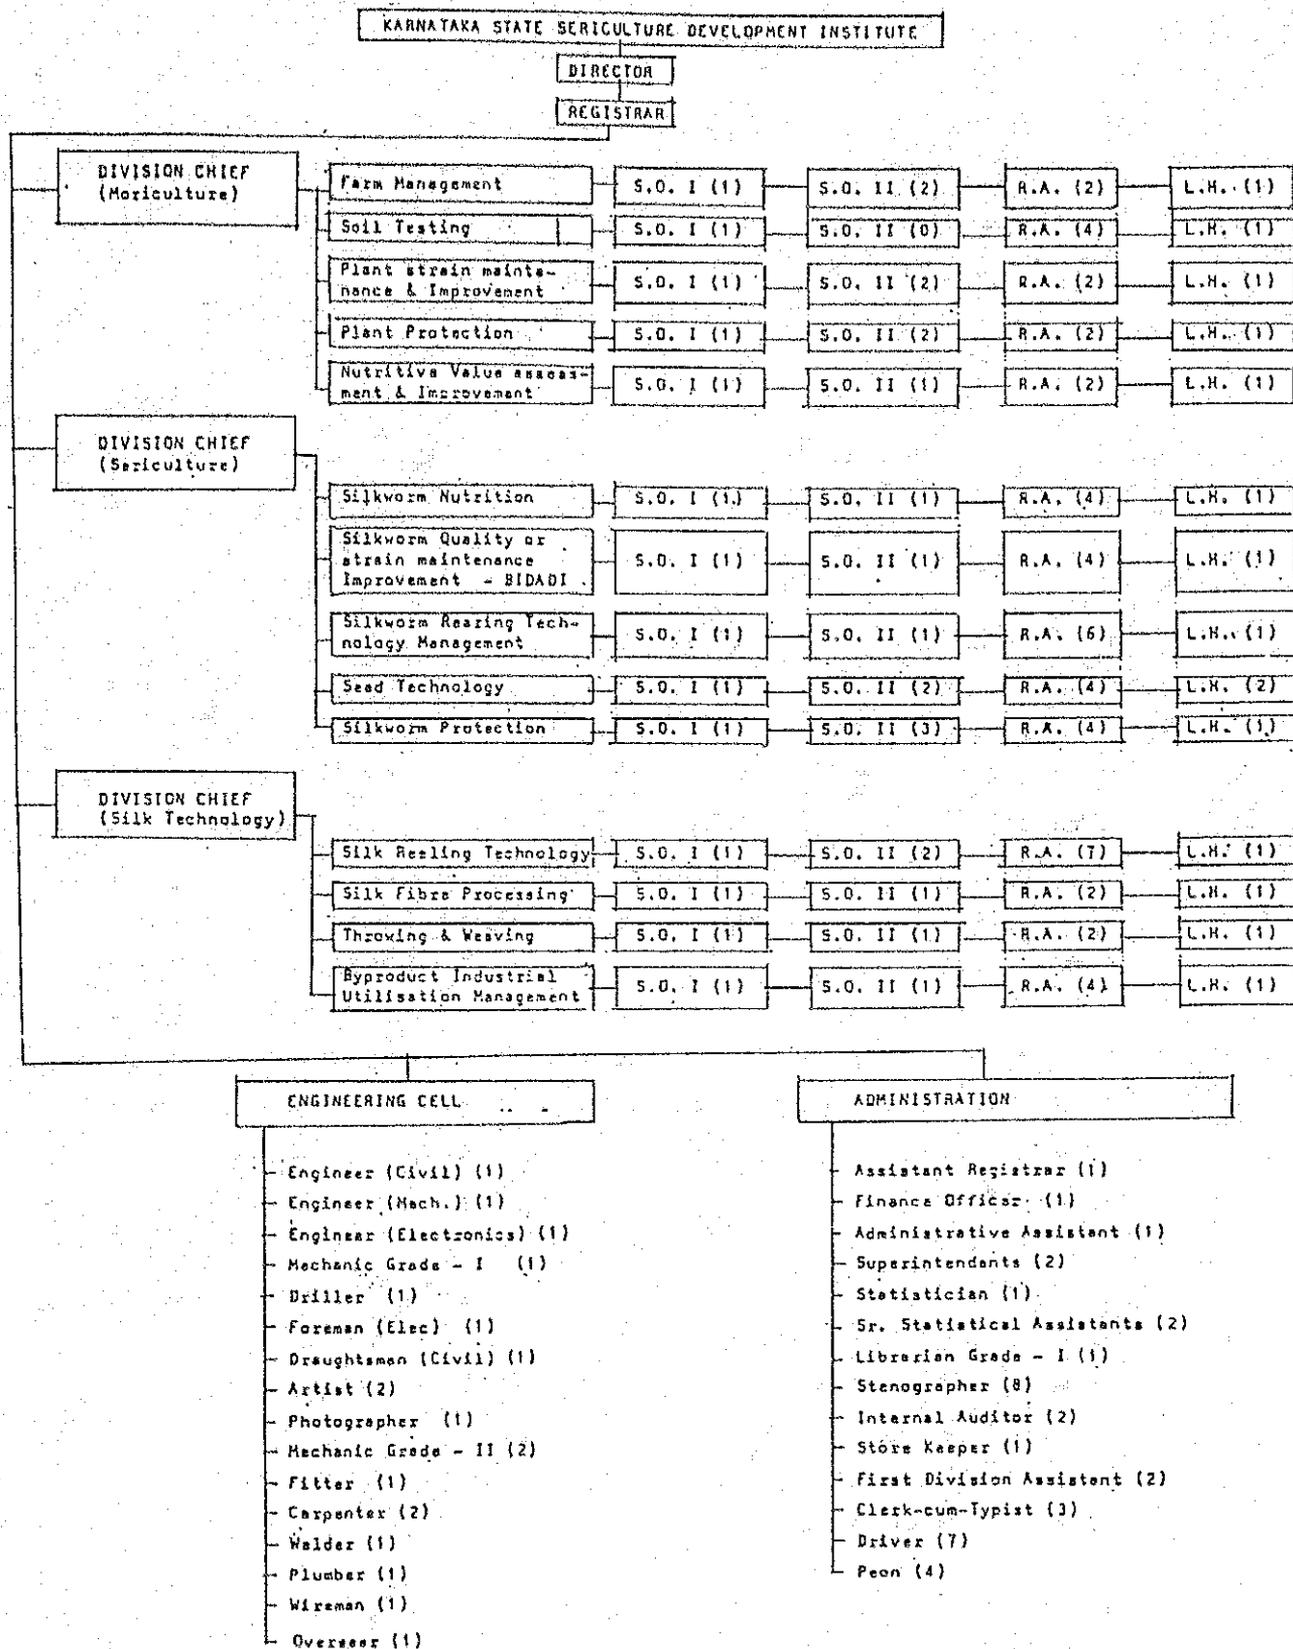 KARNATAKA STATE SERICULTURE DEVELOPMENT INSTITUTE
DIRECTOR
REGISTRAR
DIVISION CHIEF
(Moriculture)
Farm Management S.O. I (1) S.O. II (2) R.A. (2) L.H. (1)
Soil Testing S.O. I (1) S.O. II (0) R.A. (4) L.H. (1)
Plant strain mainte-
nance & Improvement S.O. I (1) S.O. II (2) R.A. (2) L.H. (1)
Plant Protection S.O. I (1) S.O. II (2) R.A. (2) L.H. (1)
Nutritive Value assess-
ment & Improvement S.O. I (1) S.O. II (1) R.A. (2) L.H. (1)
DIVISION CHIEF
(Sericulture)
Silkworm Nutrition S.O. I (1) S.O. II (1) R.A. (4) L.H. (1)
Silkworm Quality or
strain maintenance
Improvement - BIDADI S.O. I (1) S.O. II (1) R.A. (4) L.H. (1)
Silkworm Rearing Tech-
nology Management S.O. I (1) S.O. II (1) R.A. (6) L.H. (1)
Seed Technology S.O. I (1) S.O. II (2) R.A. (4) L.H. (2)
Silkworm Protection S.O. I (1) S.O. II (3) R.A. (4) L.H. (1)
DIVISION CHIEF
(Silk Technology)
Silk Reeling Technology S.O. I (1) S.O. II (2) R.A. (7) L.H. (1)
Silk Fibre Processing S.O. I (1) S.O. II (1) R.A. (2) L.H. (1)
Throwing & Weaving S.O. I (1) S.O. II (1) R.A. (2) L.H. (1)
Byproduct Industrial
Utilisation Management S.O. I (1) S.O. II (1) R.A. (4) L.H. (1)
ENGINEERING CELL
Engineer (Civil) (1)
Engineer (Mech.) (1)
Engineer (Electronics) (1)
Mechanic Grade - I (1)
Driller (1)
Foreman (Elec) (1)
Draughtsman (Civil) (1)
Artist (2)
Photographer (1)
Mechanic Grade - II (2)
Fitter (1)
Carpenter (2)
Welder (1)
Plumber (1)
Wireman (1)
Overseer (1)
ADMINISTRATION
Assistant Registrar (1)
Finance Officer (1)
Administrative Assistant (1)
Superintendants (2)
Statistician (1)
Sr. Statistical Assistants (2)
Librarian Grade - I (1)
Stenographer (8)
Internal Auditor (2)
Store Keeper (1)
First Division Assistant (2)
Clerk-cum-Typist (3)
Driver (7)
Peon (4)